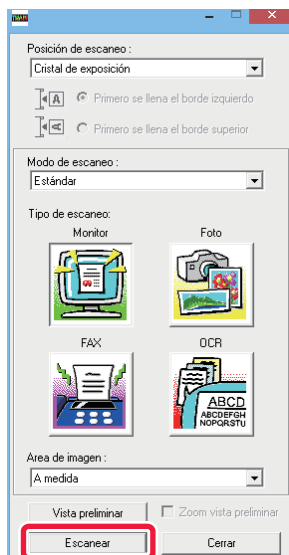 Posición de escaneo :
Cristal de exposición
A Primero se llena el borde izquierdo
A Primero se llena el borde superior
Modo de escaneo :
Estándar
Tipo de escaneo:
Monitor Foto
FAX OCR
ABCD
ABCDEFGH
NOPQRSTU
Area de imagen :
A medida
Vista preliminar Zoom vista preliminar
Escanear Cerrar